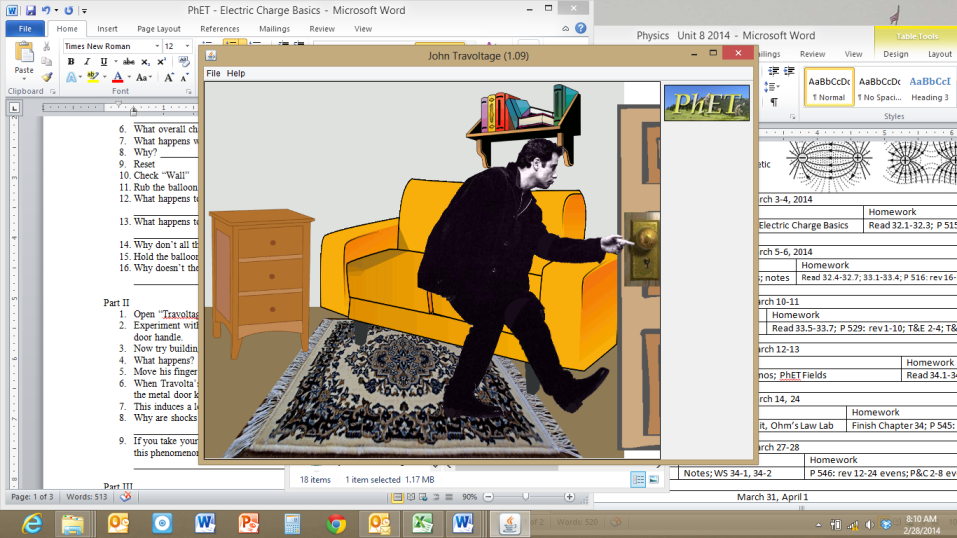 PhET - Electric Charge Basics - Microsoft Word
File Home Insert Page Layout References Mailings Review View
Times New Roman 12
Paste
Clipboard Font
6. What overall ch
7. What happens w
8. Why?
9. Reset
10. Check “Wall”
11. Rub the balloon
12. What happens to
13. What happens to
14. Why don’t all th
15. Hold the balloon
16. Why doesn’t the
Part II
1. Open “Travoltag
2. Experiment with
door handle.
3. Now try building
4. What happens?
5. Move his finger
6. When Travolta’s
the metal door k
7. This induces a lo
8. Why are shocks
9. If you take your
this phenomenon
Part III
Page: 1 of 3 Words: 513
John Travoltage (1.09)
File Help
PhET
18 items 1 item selected 1.17 MB
90%
Physics Unit 8 2014 - Microsoft Word
Table Tools
ailings Review View Design Layout
AaBbCcDc AaBbCcDc AaBbCcI
¶ Normal ¶ No Spaci... Heading 3
Styles
etic
arch 3-4, 2014
Homework
Electric Charge Basics Read 32.1-32.3; P 515
arch 5-6, 2014
Homework
s; notes Read 32.4-32.7; 33.1-33.4; P 516: rev 16-
arch 10-11
Homework
Read 33.5-33.7; P 529: rev 1-10; T&E 2-4; T&
arch 12-13
Homework
mos; PhET Fields Read 34.1-34
arch 14, 24
Homework
it, Ohm’s Law Lab Finish Chapter 34; P 545:
arch 27-28
Homework
Notes; WS 34-1, 34-2 P 546: rev 12-24 evens; P&C 2-8 eve
March 31, April 1
of 2 Words: 520
8:10 AM
2/28/2014